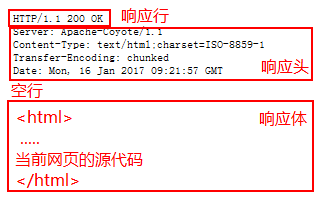 HTTP/1.1 200 OK 响应行
Server: Apache-Coyote/1.1
Content-Type: text/html;charset=ISO-8859-1
Transfer-Encoding: chunked
Date: Mon, 16 Jan 2017 09:21:57 GMT 响应头
空行
<html> 响应体
.....
当前网页的源代码
</html>